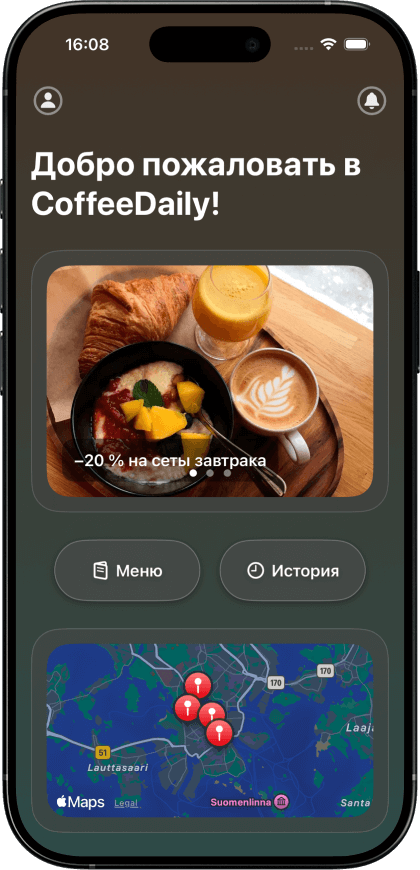 16:08
Добро пожаловать в
CoffeeDaily!
–20 % на сеты завтрака
Меню
История
170
170
51
Laaja
Lauttasaari
Maps
Legal
Suomenlinna
Santa